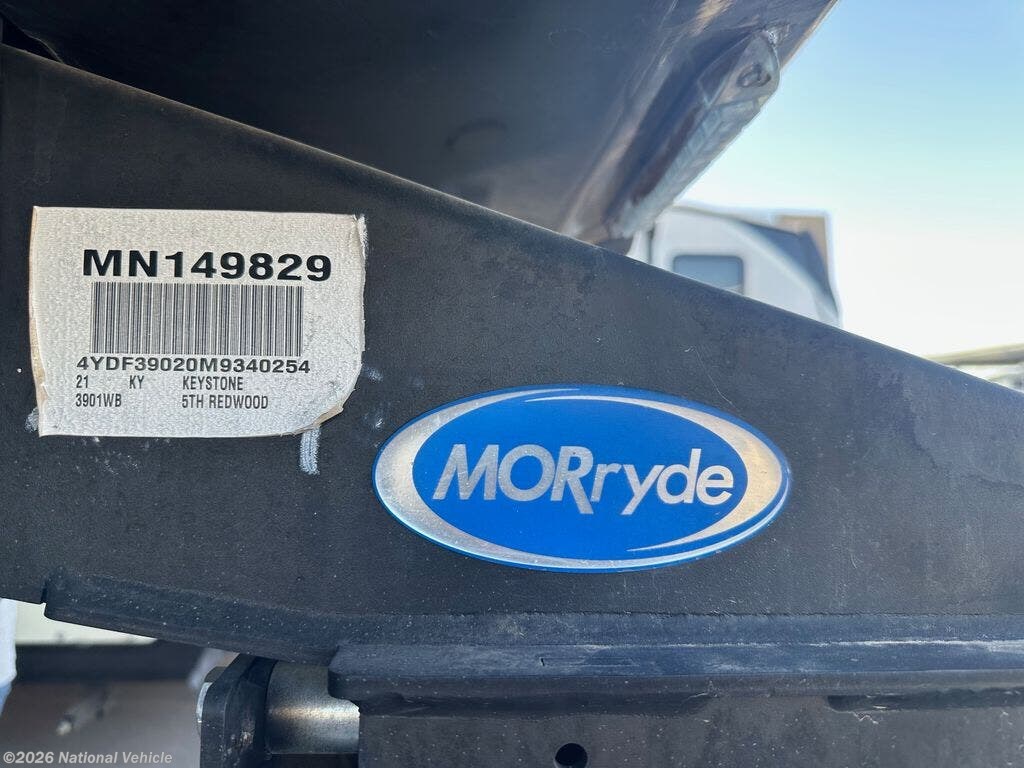 MN149829
4YDF39020M9340254
21 KY KEYSTONE
3901WB 5TH REDWOOD
MORryde
©2026 National Vehicle